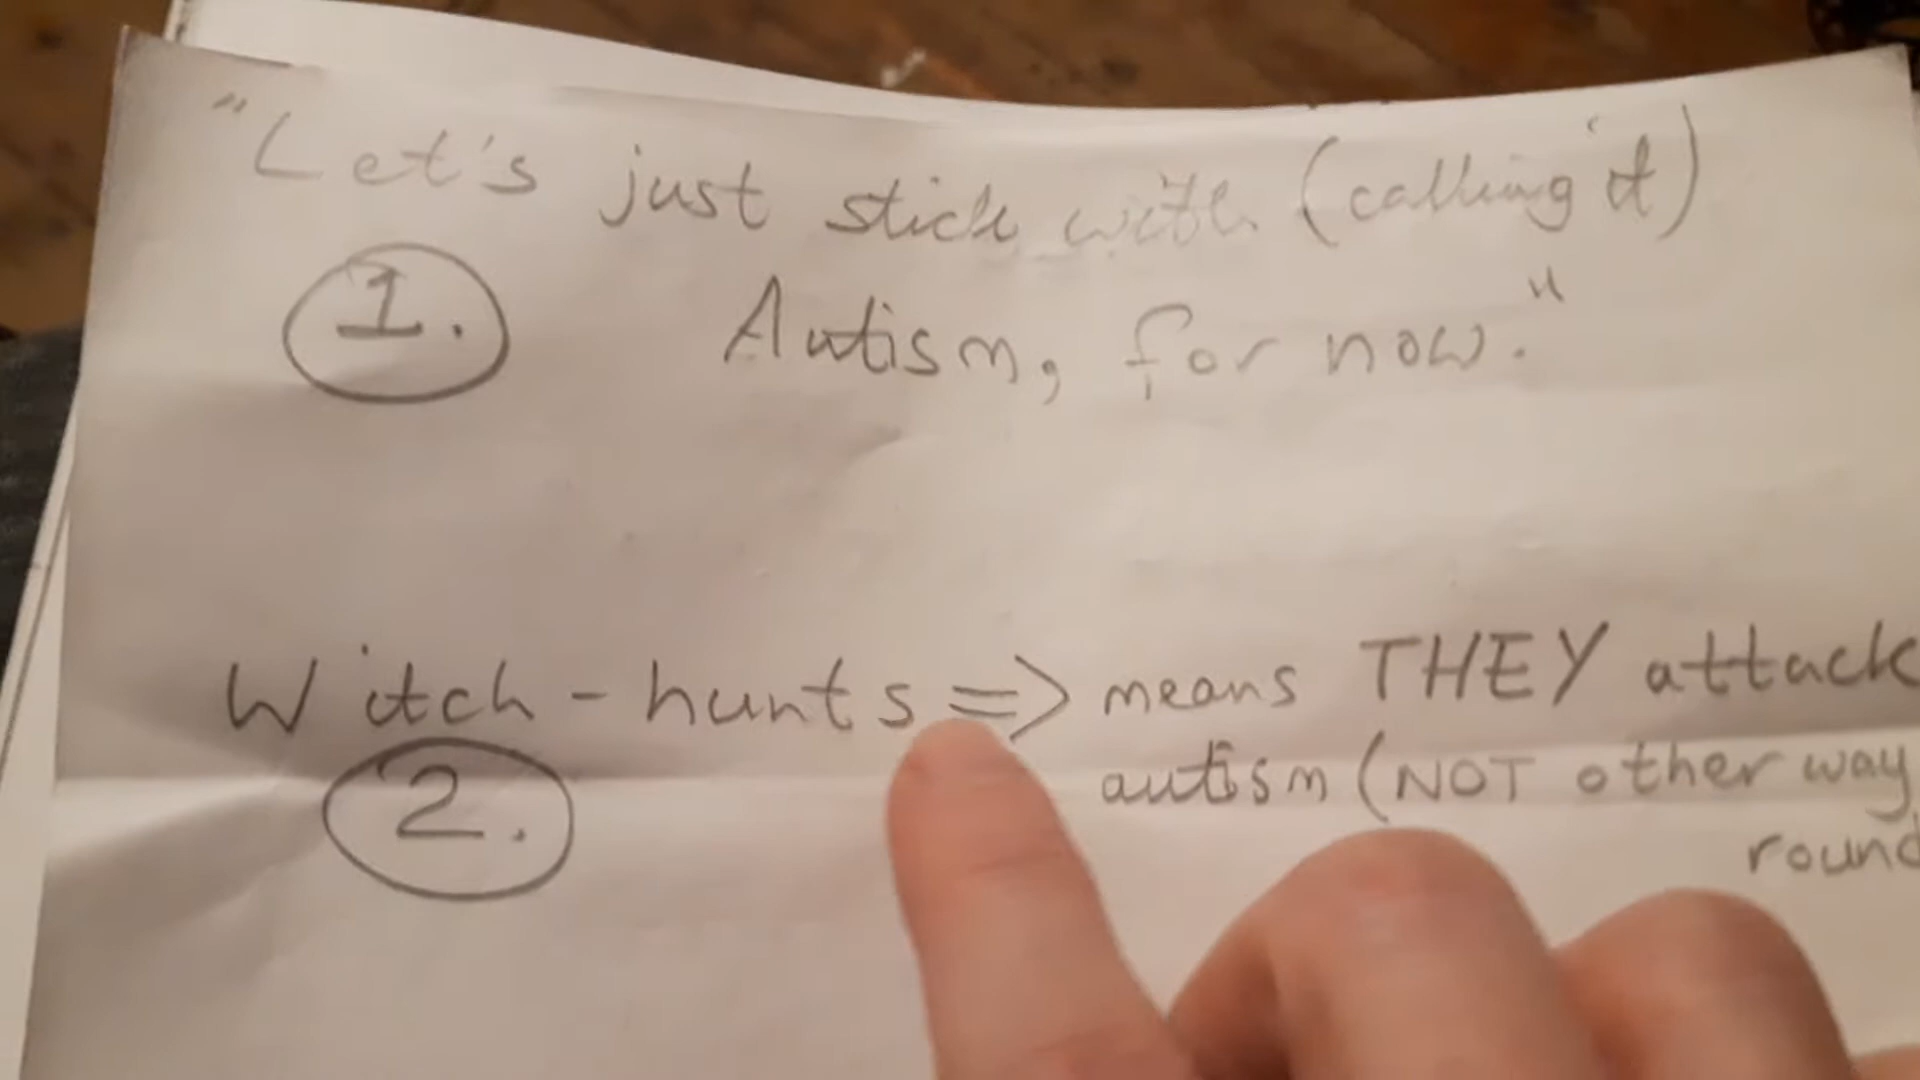 "Let's just stick with (calling it)
1. Autism, for now."
Witch-hunts => means THEY attack
2. autism (NOT other way
round